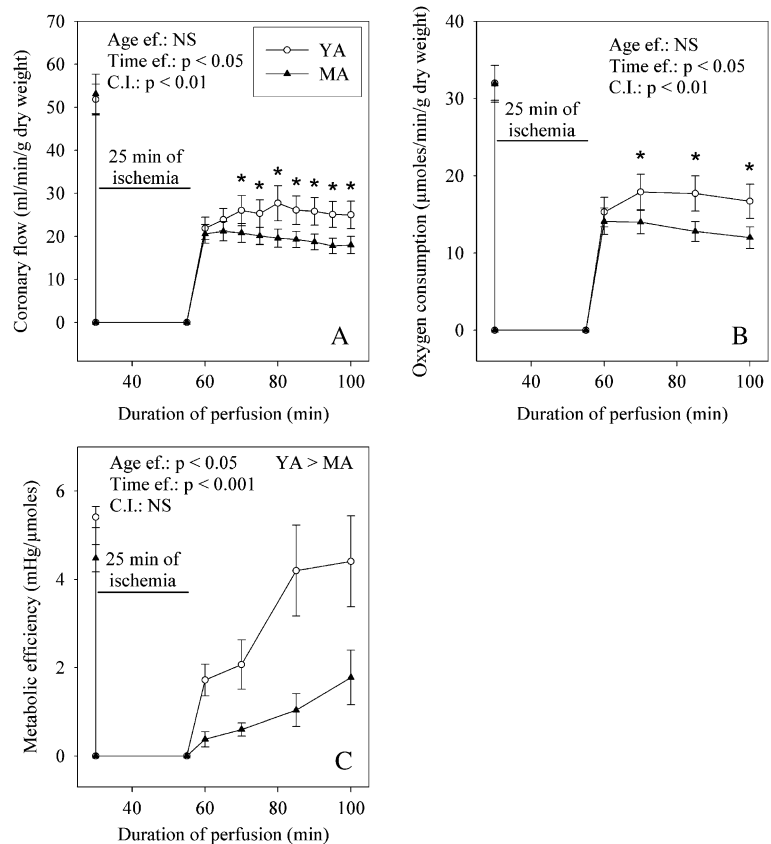 Coronary flow (ml/min/g dry weight)
70
60
50
40
30
20
10
0
Age ef.: NS
Time ef.: p < 0.05
C.I.: p < 0.01
YA
MA
25 min of
ischemia
* * * * * * *
A
40 60 80 100
Duration of perfusion (min)
Oxygen consumption (μmoles/min/g dry weight)
40
30
20
10
0
Age ef.: NS
Time ef.: p < 0.05
C.I.: p < 0.01
25 min of
ischemia
* * *
B
40 60 80 100
Duration of perfusion (min)
Metabolic efficiency (mHg/μmoles)
6
4
2
0
Age ef.: p < 0.05 YA > MA
Time ef.: p < 0.001
C.I.: NS
25 min of
ischemia
C
40 60 80 100
Duration of perfusion (min)